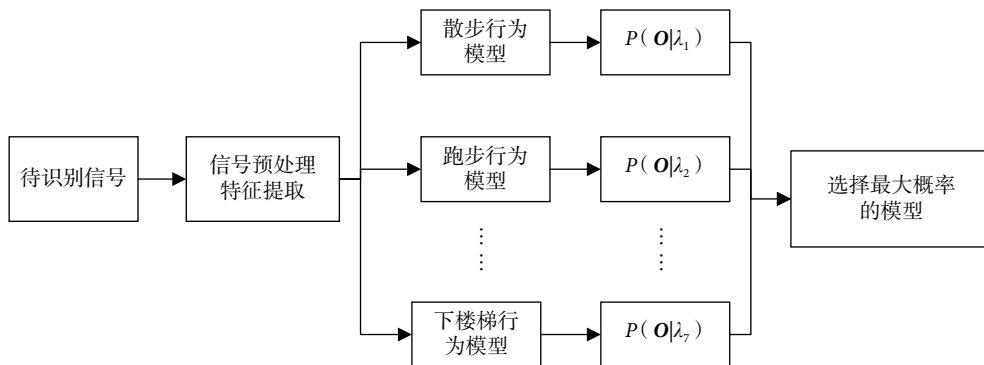 散步行为
模型
P(O|λ₁)
待识别信号
信号预处理
特征提取
跑步行为
模型
P(O|λ₂)
选择最大概率
的模型
……
……
下楼梯行
为模型
P(O|λ₇)